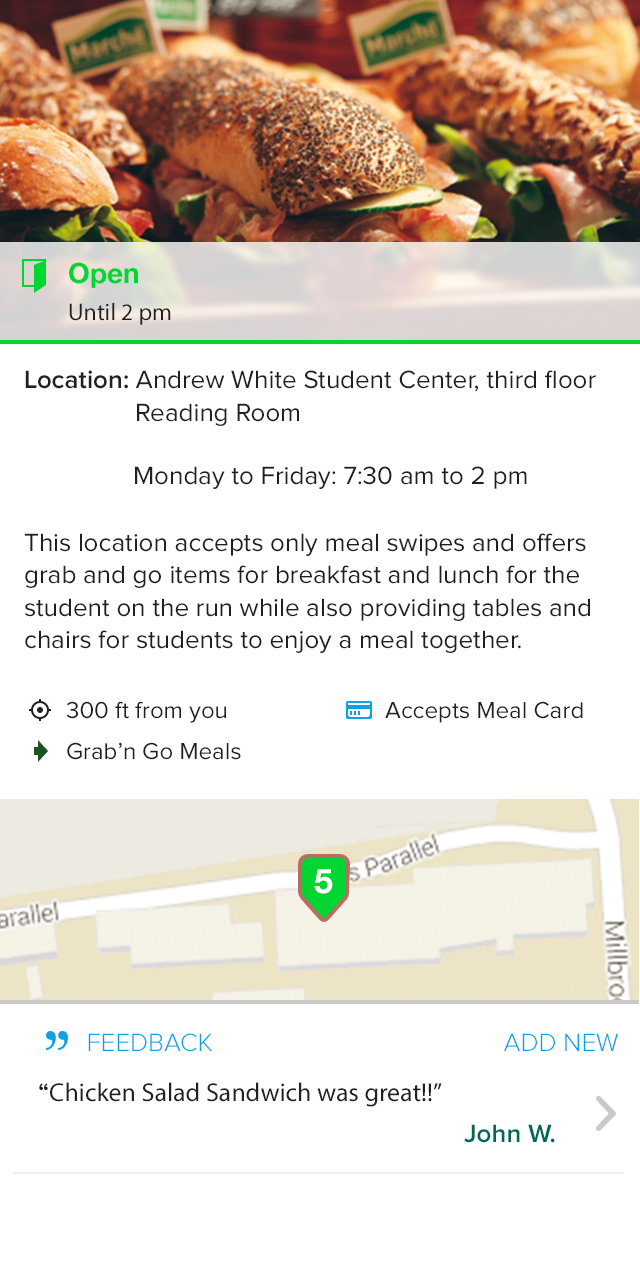 Marché
Marché
Open
Until 2 pm
Location: Andrew White Student Center, third floor
Reading Room
Monday to Friday: 7:30 am to 2 pm
This location accepts only meal swipes and offers
grab and go items for breakfast and lunch for the
student on the run while also providing tables and
chairs for students to enjoy a meal together.
300 ft from you
Accepts Meal Card
Grab’n Go Meals
5
s Parallel
arallel
Millbro
” FEEDBACK
ADD NEW
“Chicken Salad Sandwich was great!!”
John W.